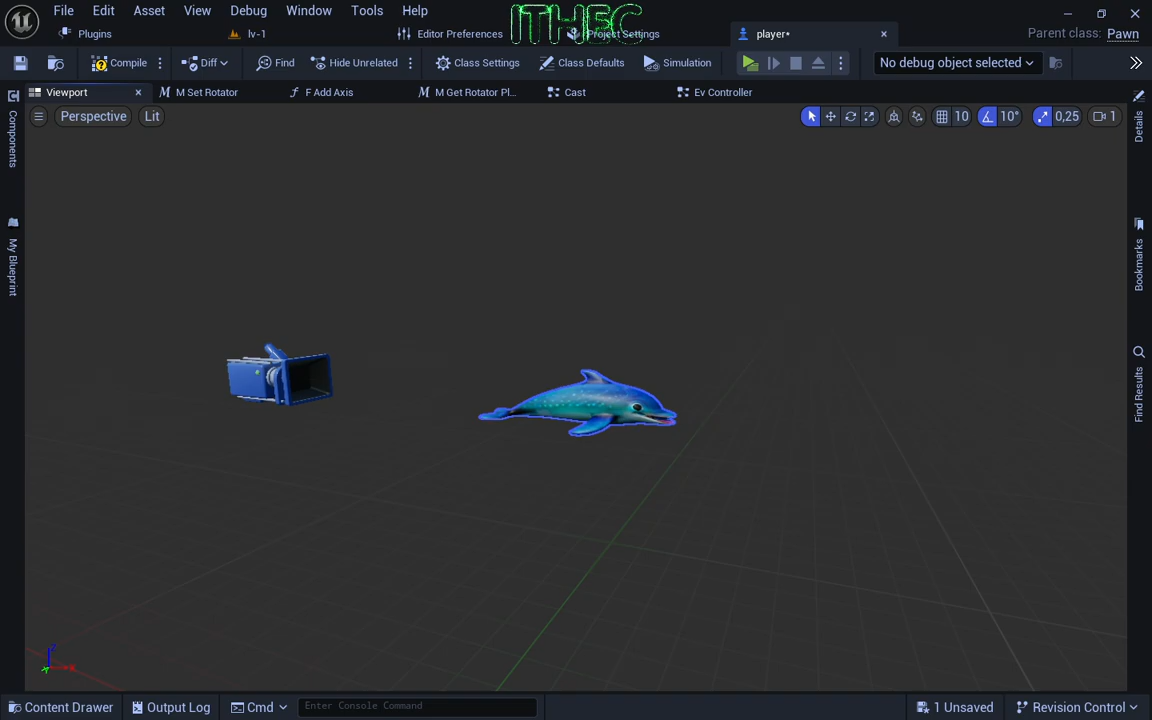 File Edit Asset View Debug Window Tools Help
ITHEC
Plugins lv-1 Editor Preferences Project Settings player* Parent class: Pawn
Compile Diff Find Hide Unrelated Class Settings Class Defaults Simulation No debug object selected
Viewport M Set Rotator F Add Axis M Get Rotator Pl... Cast Ev Controller
Perspective Lit 10 10° 0,25 1
Components
My Blueprint
Details
Bookmarks
Find Results
Content Drawer Output Log Cmd Enter Console Command 1 Unsaved Revision Control